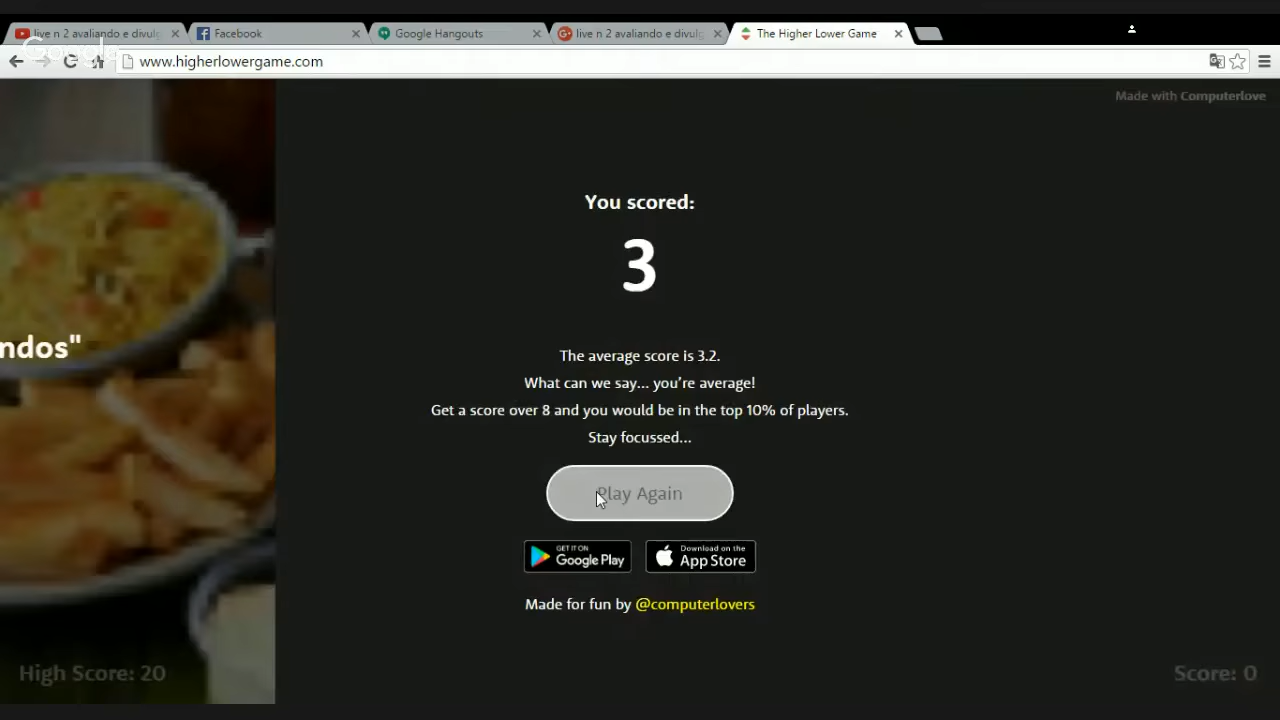 live n 2 avaliando e divulg
Facebook
Google Hangouts
live n 2 avaliando e divulg
The Higher Lower Game
Google
www.higherlowergame.com
Made with Computerlove
You scored:
3
ndos"
The average score is 3.2.
What can we say... you're average!
Get a score over 8 and you would be in the top 10% of players.
Stay focussed...
Play Again
GET IT ON
Google Play
Download on the
App Store
Made for fun by @computerlovers
High Score: 20
Score: 0